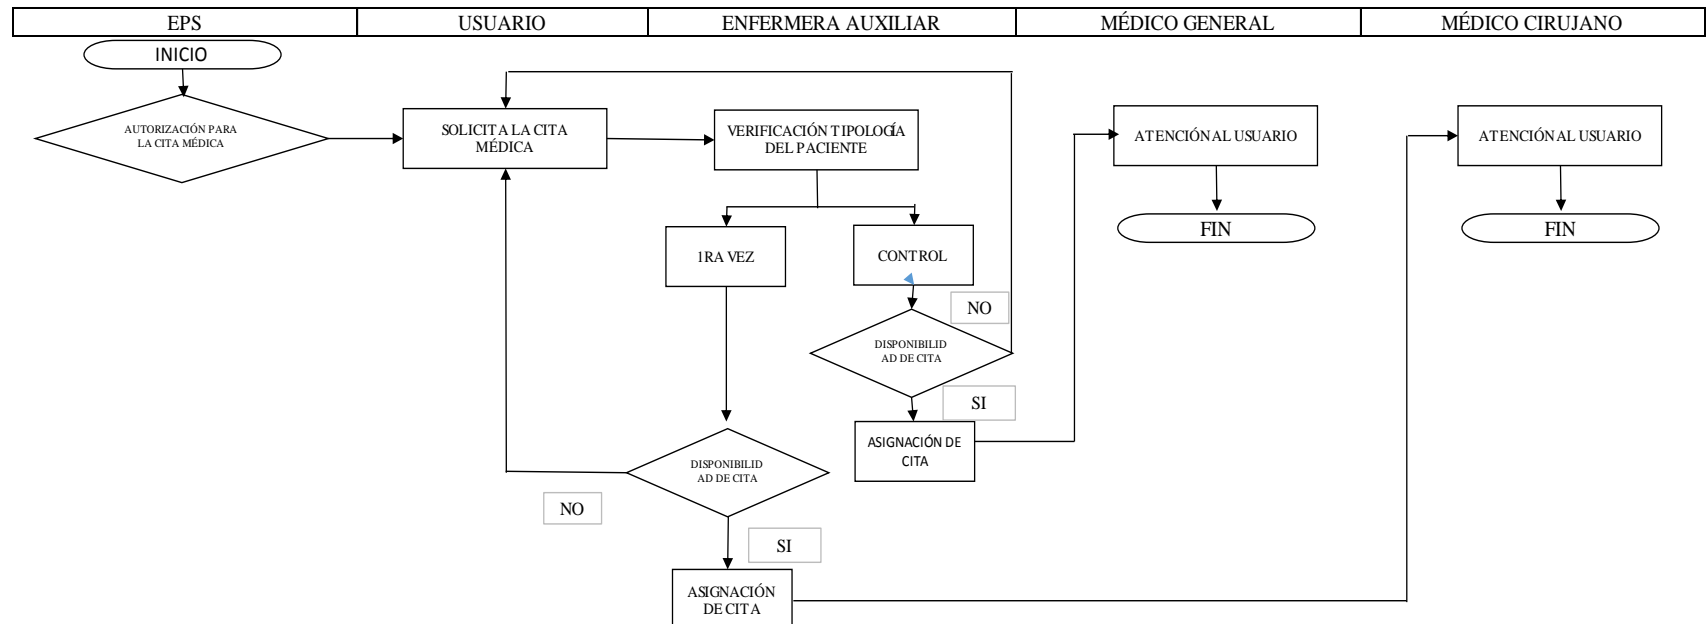 EPS
USUARIO
ENFERMERA AUXILIAR
MÉDICO GENERAL
MÉDICO CIRUJANO
INICIO
AUTORIZACIÓN PARA
LA CITA MÉDICA
SOLICITA LA CITA
MÉDICA
VERIFICACIÓN TIPOLOGÍA
DEL PACIENTE
ATENCIÓN AL USUARIO
ATENCIÓN AL USUARIO
FIN
FIN
1RA VEZ
CONTROL
NO
DISPONIBILID
AD DE CITA
SI
ASIGNACIÓN DE
CITA
DISPONIBILID
AD DE CITA
NO
SI
ASIGNACIÓN
DE CITA